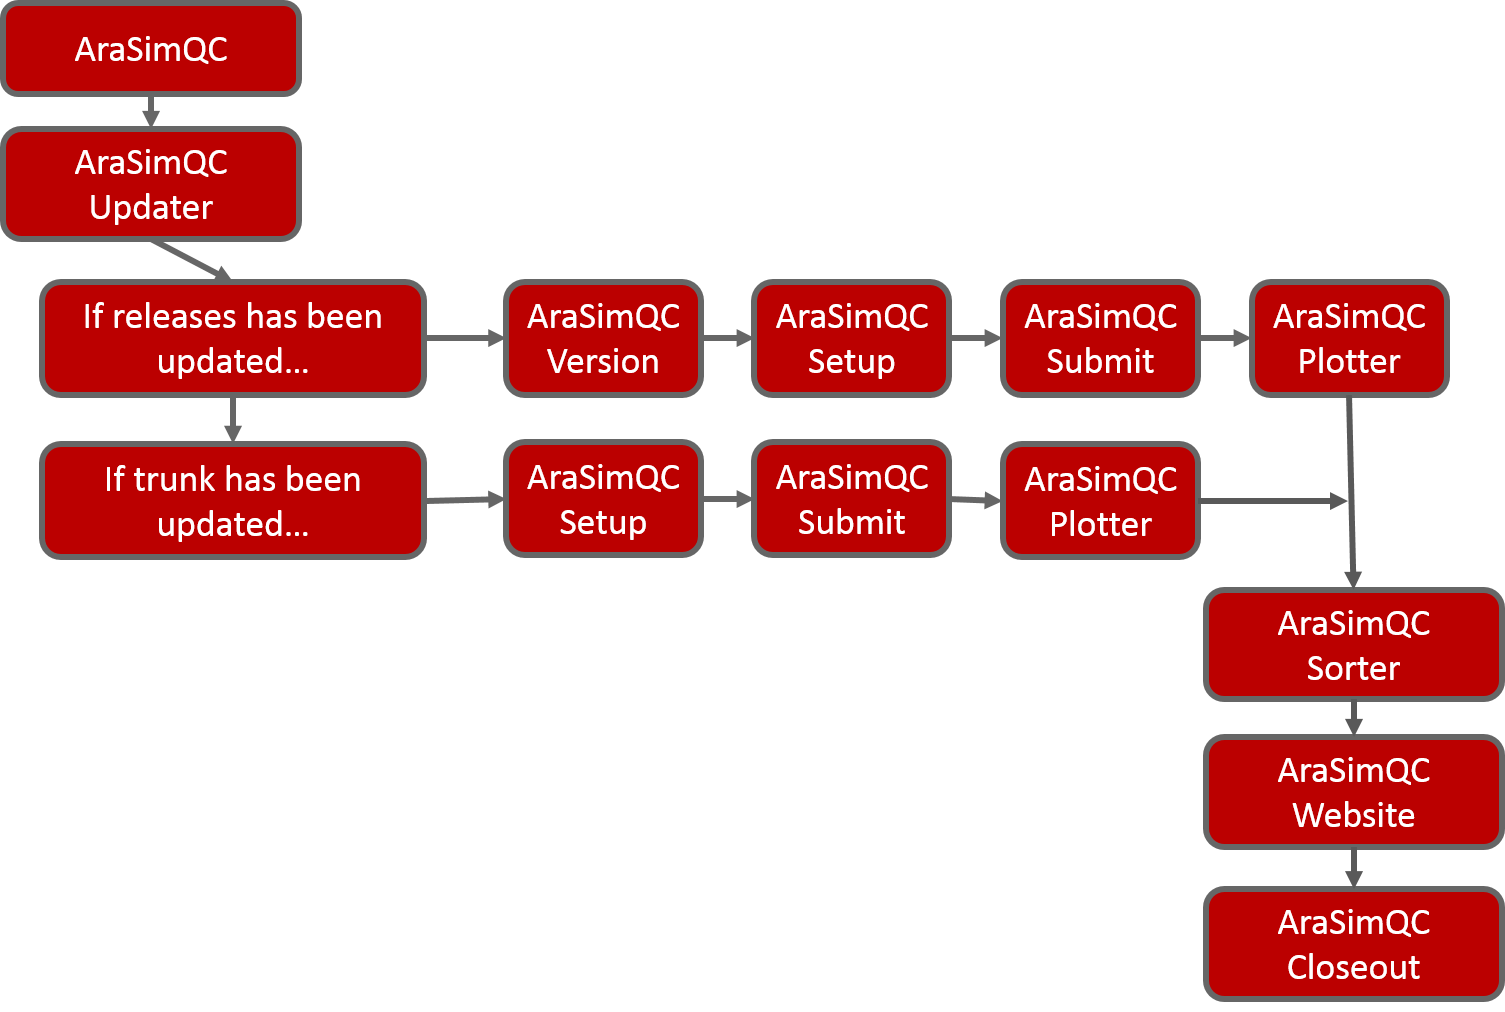 AraSimQC
AraSimQC
Updater
If releases has been
updated...
AraSimQC
Version
AraSimQC
Setup
AraSimQC
Submit
AraSimQC
Plotter
If trunk has been
updated...
AraSimQC
Setup
AraSimQC
Submit
AraSimQC
Plotter
AraSimQC
Sorter
AraSimQC
Website
AraSimQC
Closeout